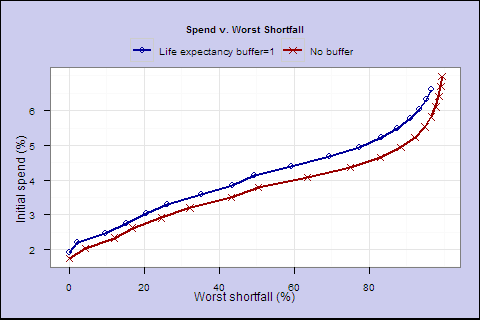 Spend v. Worst Shortfall
Life expectancy buffer=1 No buffer
Initial spend (%)
6
5
4
3
2
0 20 40 60 80
Worst shortfall (%)